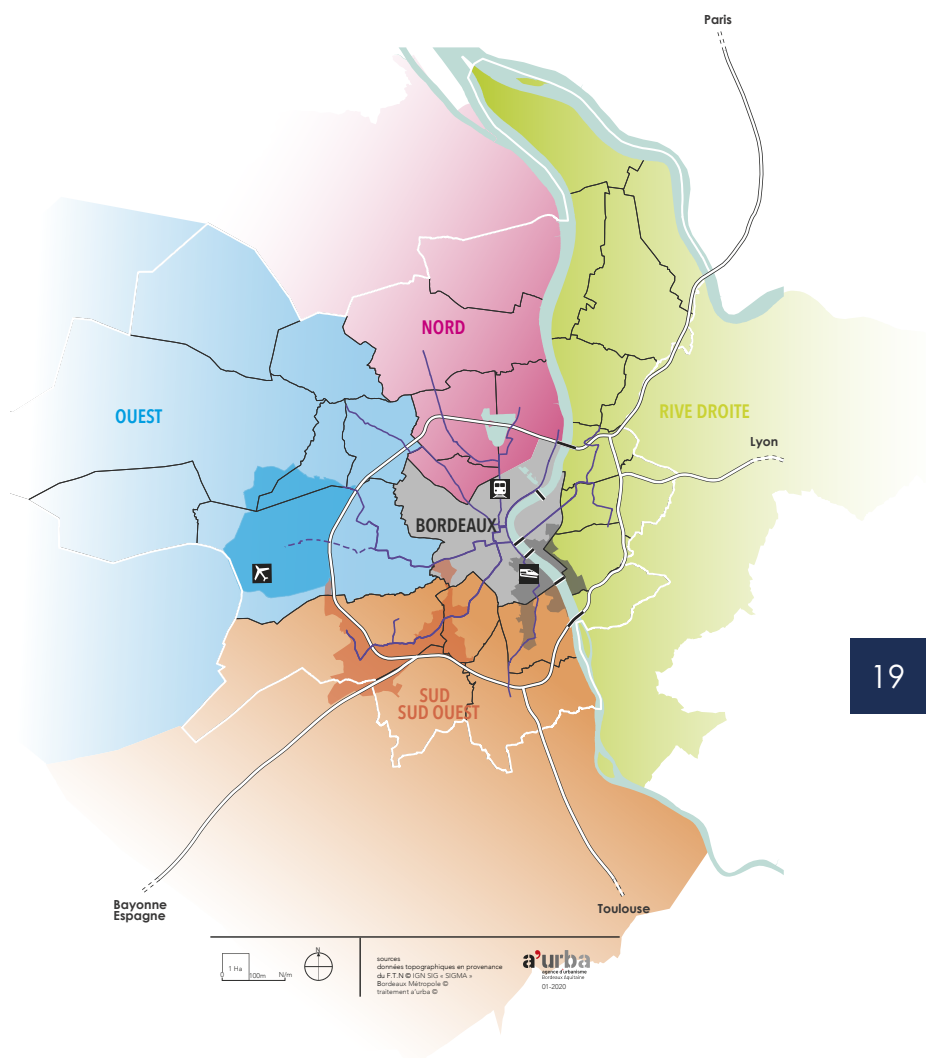 Paris
NORD
OUEST
RIVE DROITE
Lyon
BORDEAUX
19
SUD
SUD OUEST
Bayonne
Espagne
Toulouse
1 Ha
0
100m
N/m
N
sources
données topographiques en provenance
du F.T.N © IGN SIG « SIGMA »
Bordeaux Métropole ©
traitement a'urba ©
a'urba
agence d'urbanisme
Bordeaux Aquitaine
01-2020